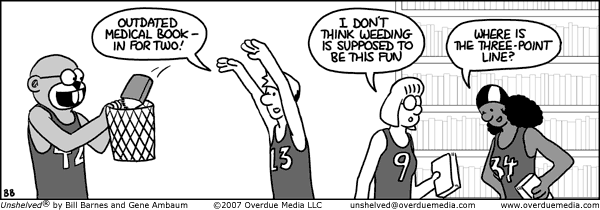 OUTDATED
MEDICAL BOOK –
IN FOR TWO!
I DON'T
THINK WEEDING
IS SUPPOSED TO
BE THIS FUN
WHERE IS
THE THREE-POINT
LINE?
12
13
9
34
BB
Unshelved® by Bill Barnes and Gene Ambaum ©2007 Overdue Media LLC unshelved@overduemedia.com www.overduemedia.com